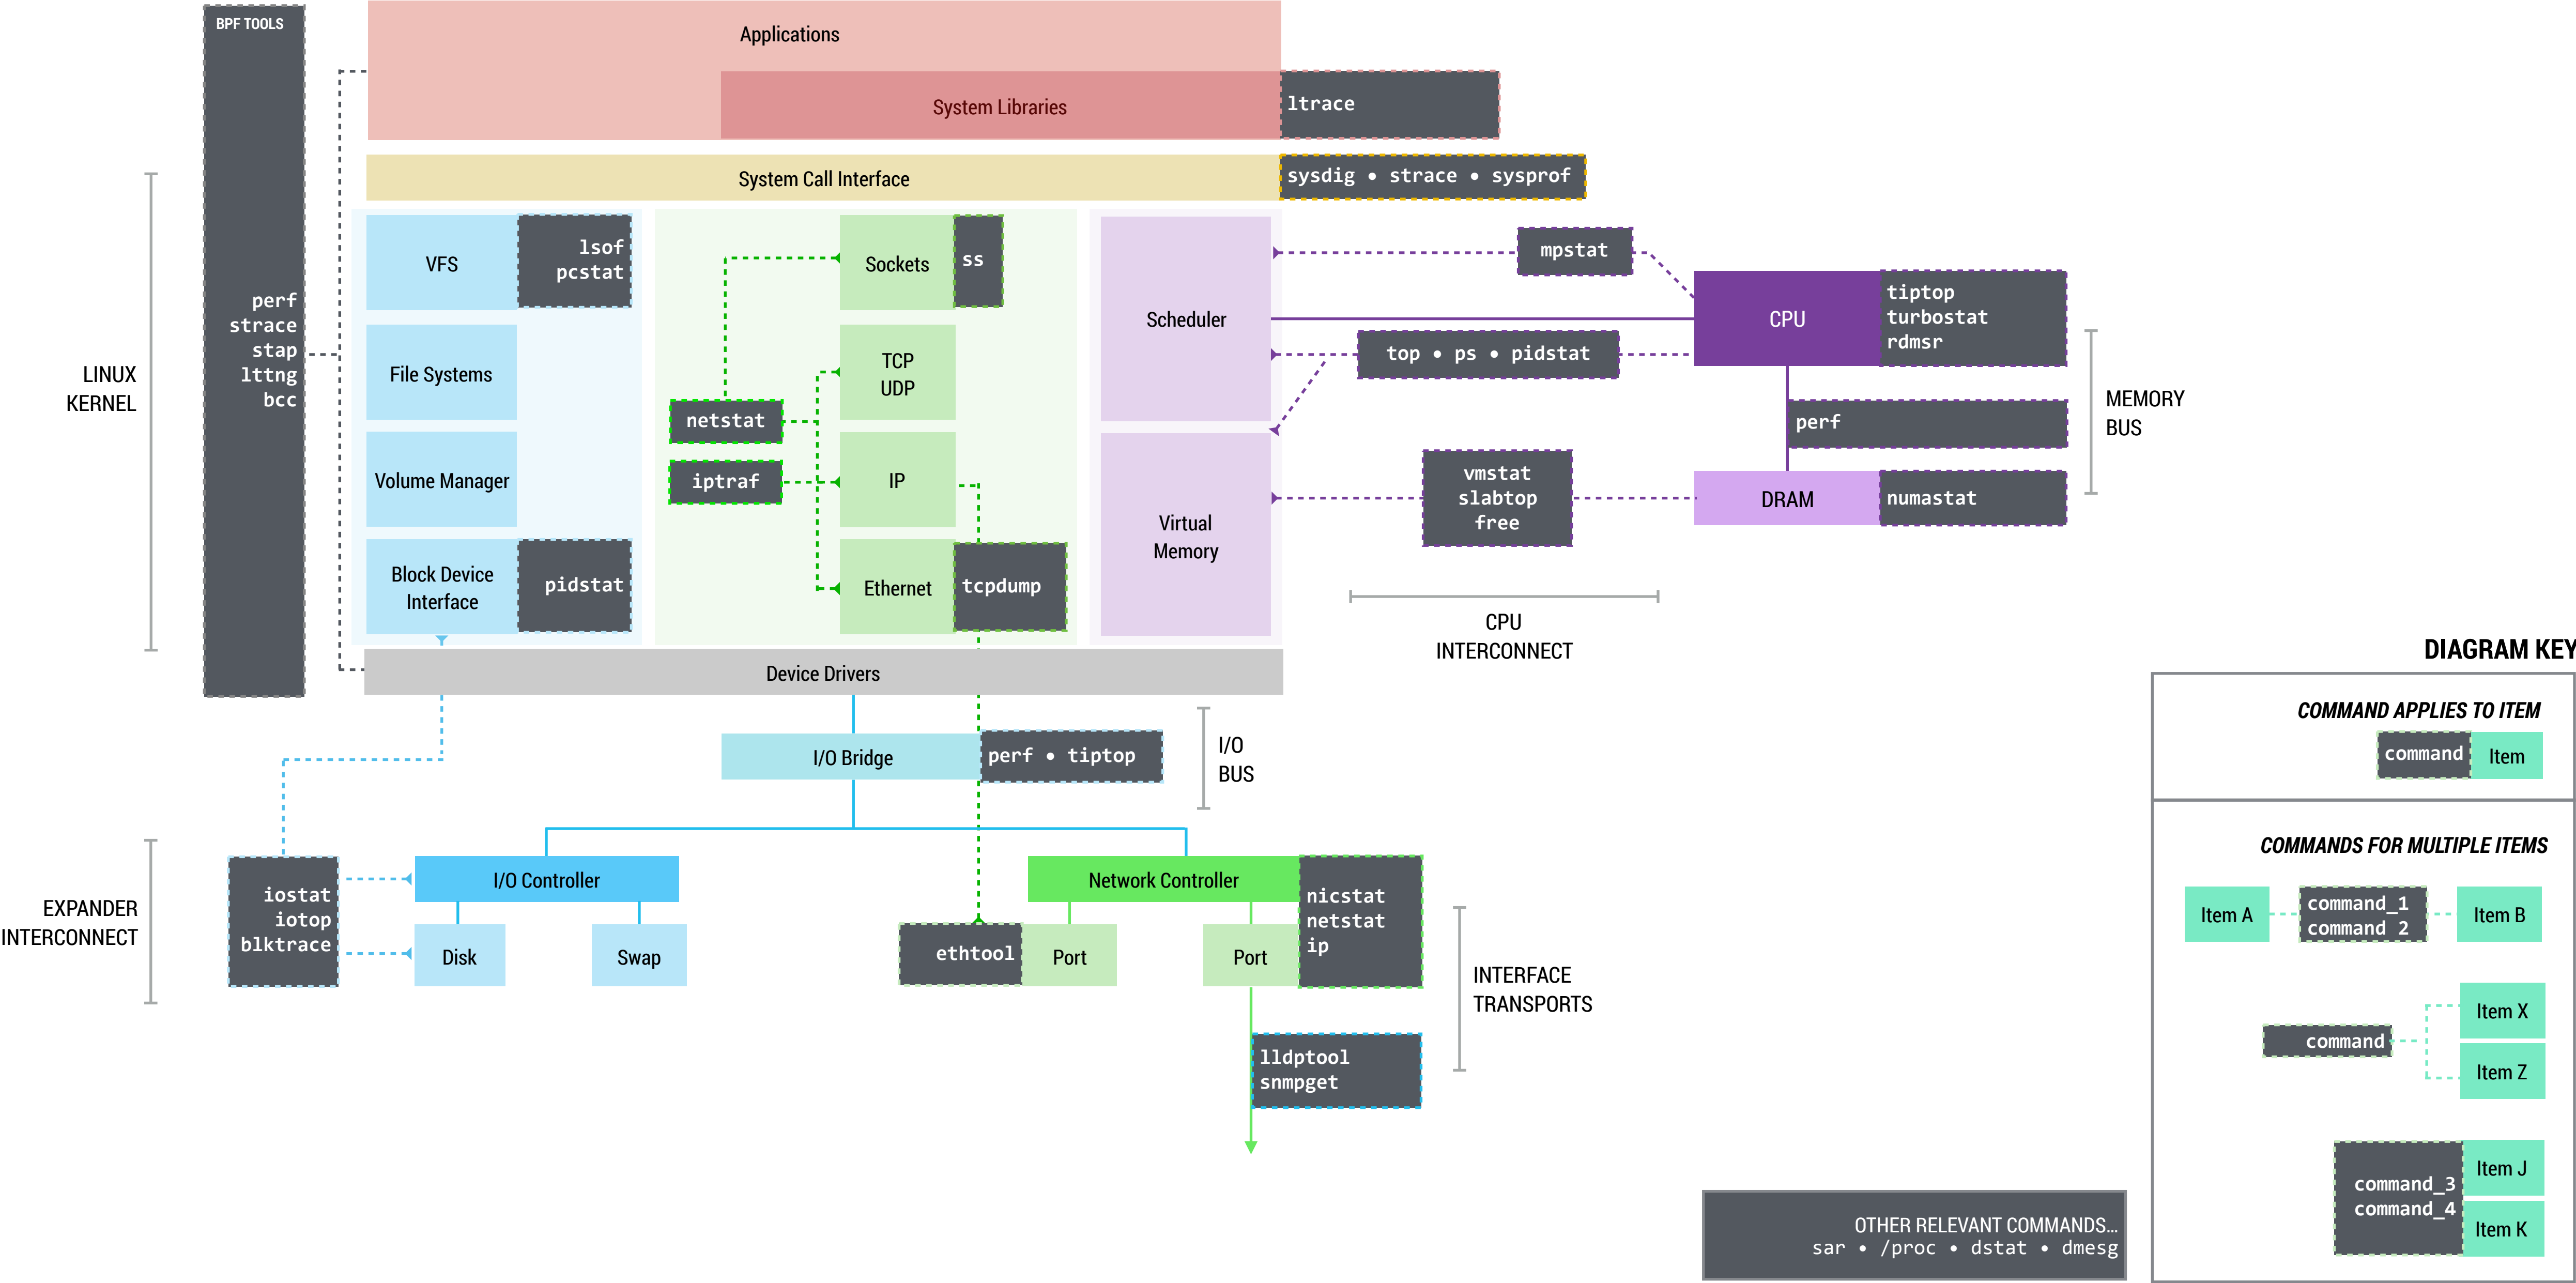 BPF TOOLS
perf
strace
stap
lttng
bcc
LINUX
KERNEL
Applications
System Libraries
ltrace
System Call Interface
sysdig • strace • sysprof
VFS
lsof
pcstat
File Systems
Volume Manager
Block Device
Interface
pidstat
Sockets
ss
TCP
UDP
netstat
iptraf
IP
Ethernet
tcpdump
Scheduler
Virtual
Memory
mpstat
top • ps • pidstat
CPU
tiptop
turbostat
rdmsr
perf
vmstat
slabtop
free
DRAM
numastat
MEMORY
BUS
CPU
INTERCONNECT
Device Drivers
I/O Bridge
perf • tiptop
I/O
BUS
EXPANDER
INTERCONNECT
iostat
iotop
blktrace
I/O Controller
Disk
Swap
Network Controller
ethtool
Port
Port
nicstat
netstat
ip
lldptool
snmpget
INTERFACE
TRANSPORTS
OTHER RELEVANT COMMANDS...
sar • /proc • dstat • dmesg
DIAGRAM KEY
COMMAND APPLIES TO ITEM
command
Item
COMMANDS FOR MULTIPLE ITEMS
Item A
command_1
command_2
Item B
command
Item X
Item Z
command_3
command_4
Item J
Item K